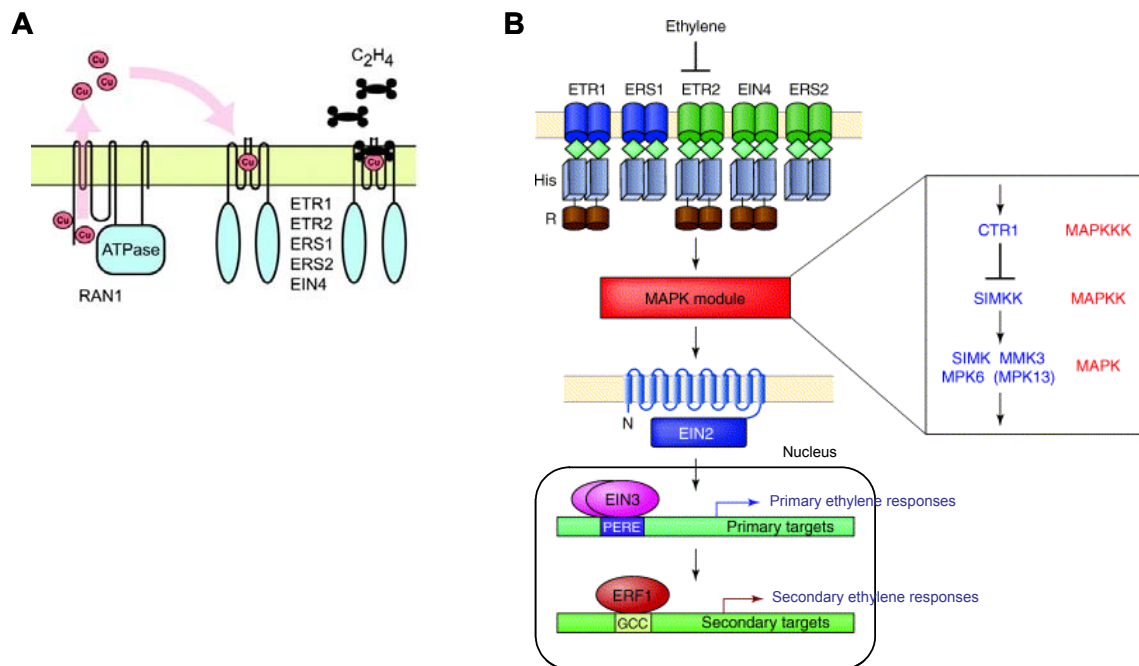 A
C2H4
Cu
Cu
Cu
Cu
Cu
Cu
Cu
ATPase
RAN1
ETR1
ETR2
ERS1
ERS2
EIN4
B
Ethylene
ETR1 ERS1 ETR2 EIN4 ERS2
His
R
MAPK module
CTR1 MAPKKK
SIMKK MAPKK
SIMK MMK3
MPK6 (MPK13)
MAPK
N
EIN2
Nucleus
EIN3
Primary ethylene responses
PERE
Primary targets
ERF1
Secondary ethylene responses
GCC
Secondary targets